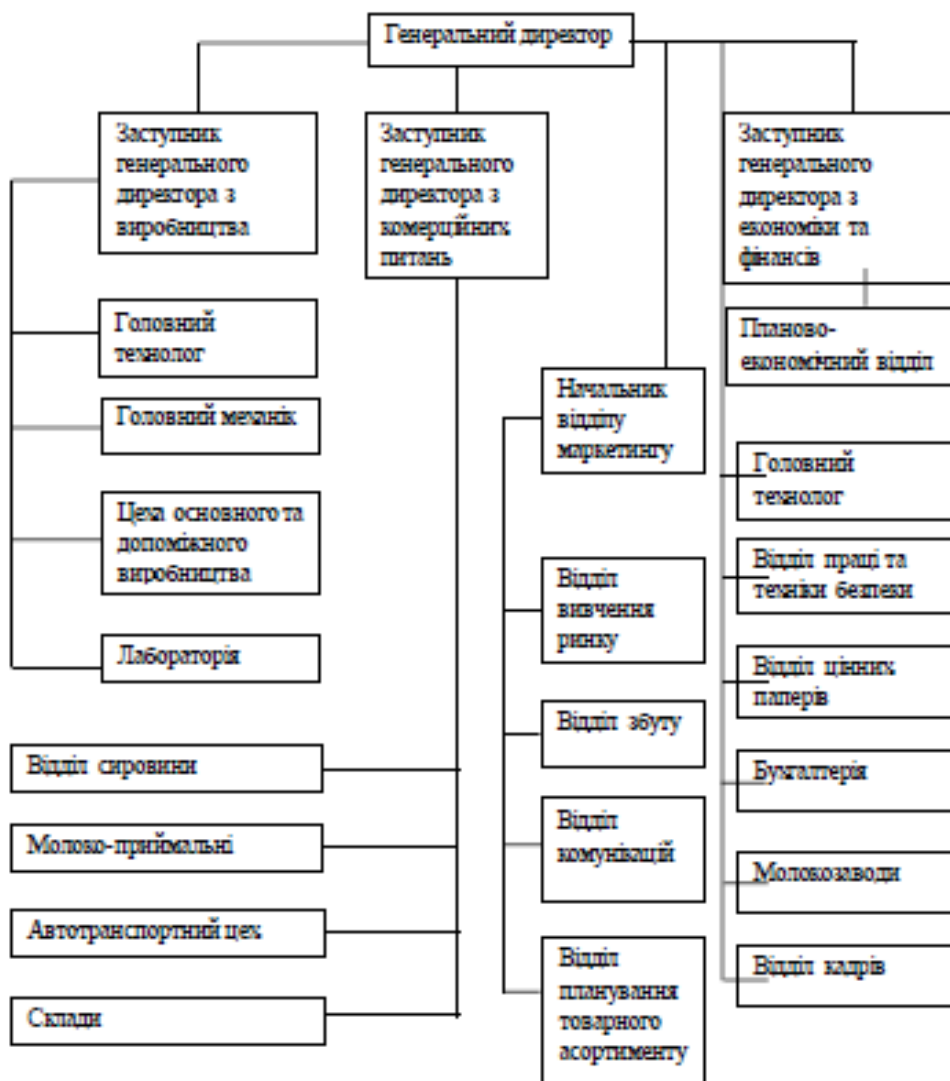 Генеральний директор
Заступник
генерального
директора з
виробництва
Заступник
генерального
директора з
комерційних
питань
Заступник
генерального
директора з
економіки та
фінансів
Головний
технолог
Головний механік
Цеха основного та
допоміжного
виробництва
Лабораторія
Відділ сировини
Молоко-приймальні
Автотранспортний цех
Склади
Начальник
відділу
маркетингу
Відділ
вивчення
ринку
Відділ збуту
Відділ
комунікацій
Відділ
планування
товарного
асортименту
Планово-
економічний відділ
Головний
технолог
Відділ праці та
техніки безпеки
Відділ цінних
паперів
Бухгалтерія
Молокозаводи
Відділ кадрів